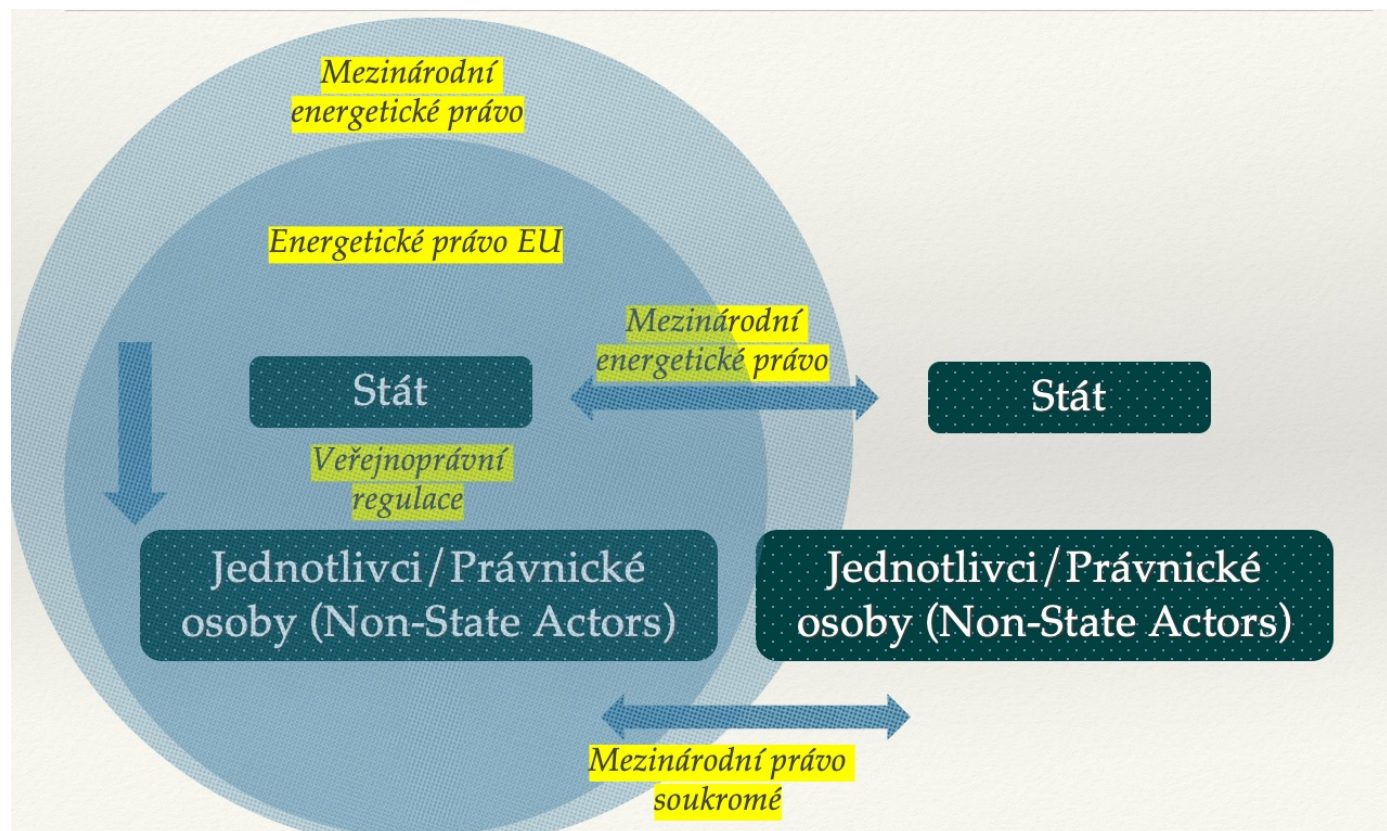 Mezinárodní
energetické právo
Energetické právo EU
Mezinárodní
energetické právo
Stát
Stát
Veřejnoprávní
regulace
Jednotlivci/Právnické
osoby (Non-State Actors)
Jednotlivci/Právnické
osoby (Non-State Actors)
Mezinárodní právo
soukromé